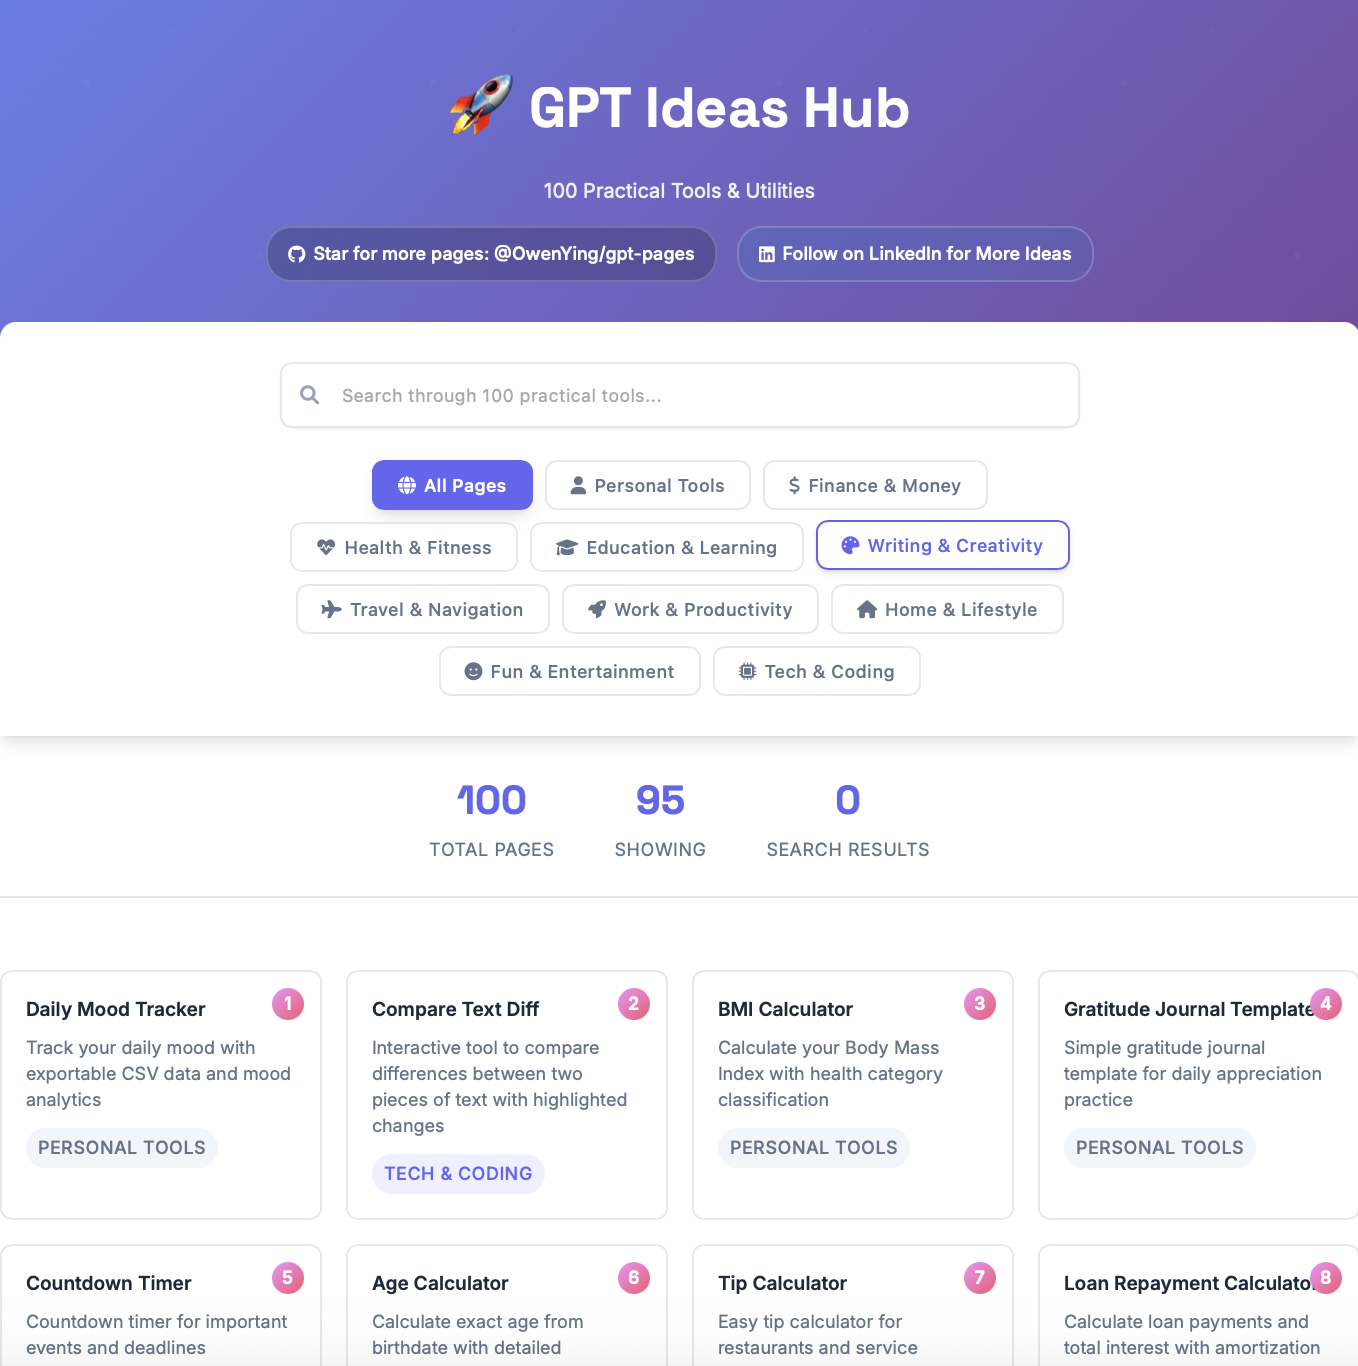 GPT Ideas Hub
100 Practical Tools & Utilities
Star for more pages: @OwenYing/gpt-pages
Follow on LinkedIn for More Ideas
Search through 100 practical tools...
All Pages
Personal Tools
Finance & Money
Health & Fitness
Education & Learning
Writing & Creativity
Travel & Navigation
Work & Productivity
Home & Lifestyle
Fun & Entertainment
Tech & Coding
100
TOTAL PAGES
95
SHOWING
0
SEARCH RESULTS
Daily Mood Tracker
1
Track your daily mood with
exportable CSV data and mood
analytics
PERSONAL TOOLS
Compare Text Diff
2
Interactive tool to compare
differences between two
pieces of text with highlighted
changes
TECH & CODING
BMI Calculator
3
Calculate your Body Mass
Index with health category
classification
PERSONAL TOOLS
Gratitude Journal Template
4
Simple gratitude journal
template for daily appreciation
practice
PERSONAL TOOLS
Countdown Timer
5
Countdown timer for important
events and deadlines
Age Calculator
6
Calculate exact age from
birthdate with detailed
Tip Calculator
7
Easy tip calculator for
restaurants and service
Loan Repayment Calculator
8
Calculate loan payments and
total interest with amortization